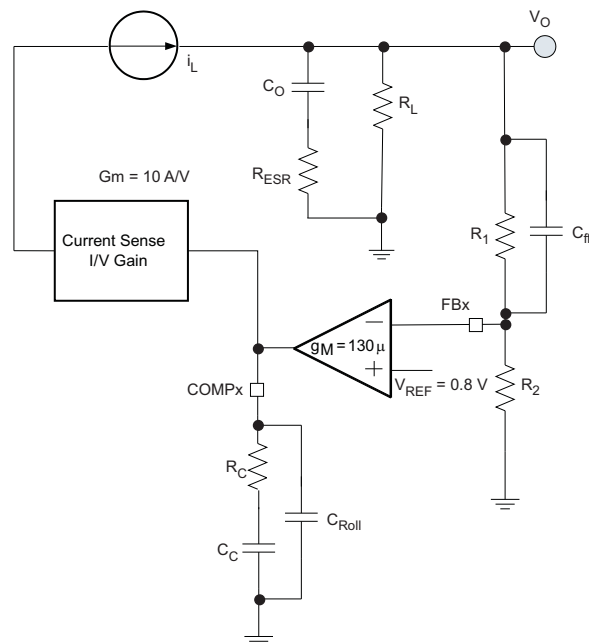 V_O
i_L
C_O
R_L
R_ESR
Gm = 10 A/V
Current Sense
I/V Gain
R_1
C_ff
FBx
g_M = 130 µ
V_REF = 0.8 V
R_2
COMPx
R_C
C_Roll
C_C